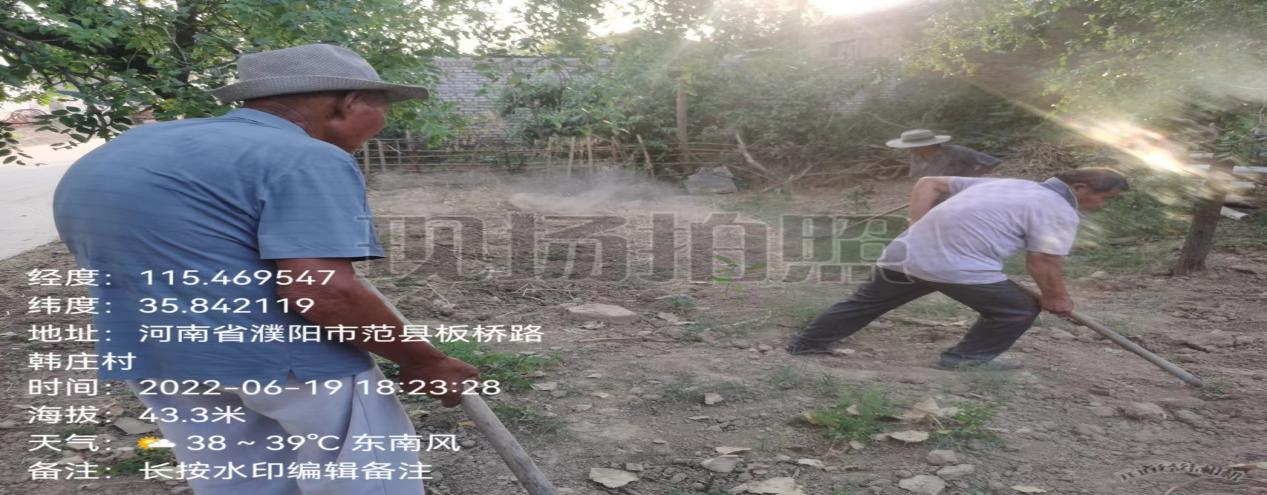 现场拍照
经度: 115.469547
纬度: 35.842119
地址: 河南省濮阳市范县板桥路
韩庄村
时间: 2022-06-19 18:23:28
海拔: 43.3米
天气: 38 ~ 39℃ 东南风
备注: 长按水印编辑备注